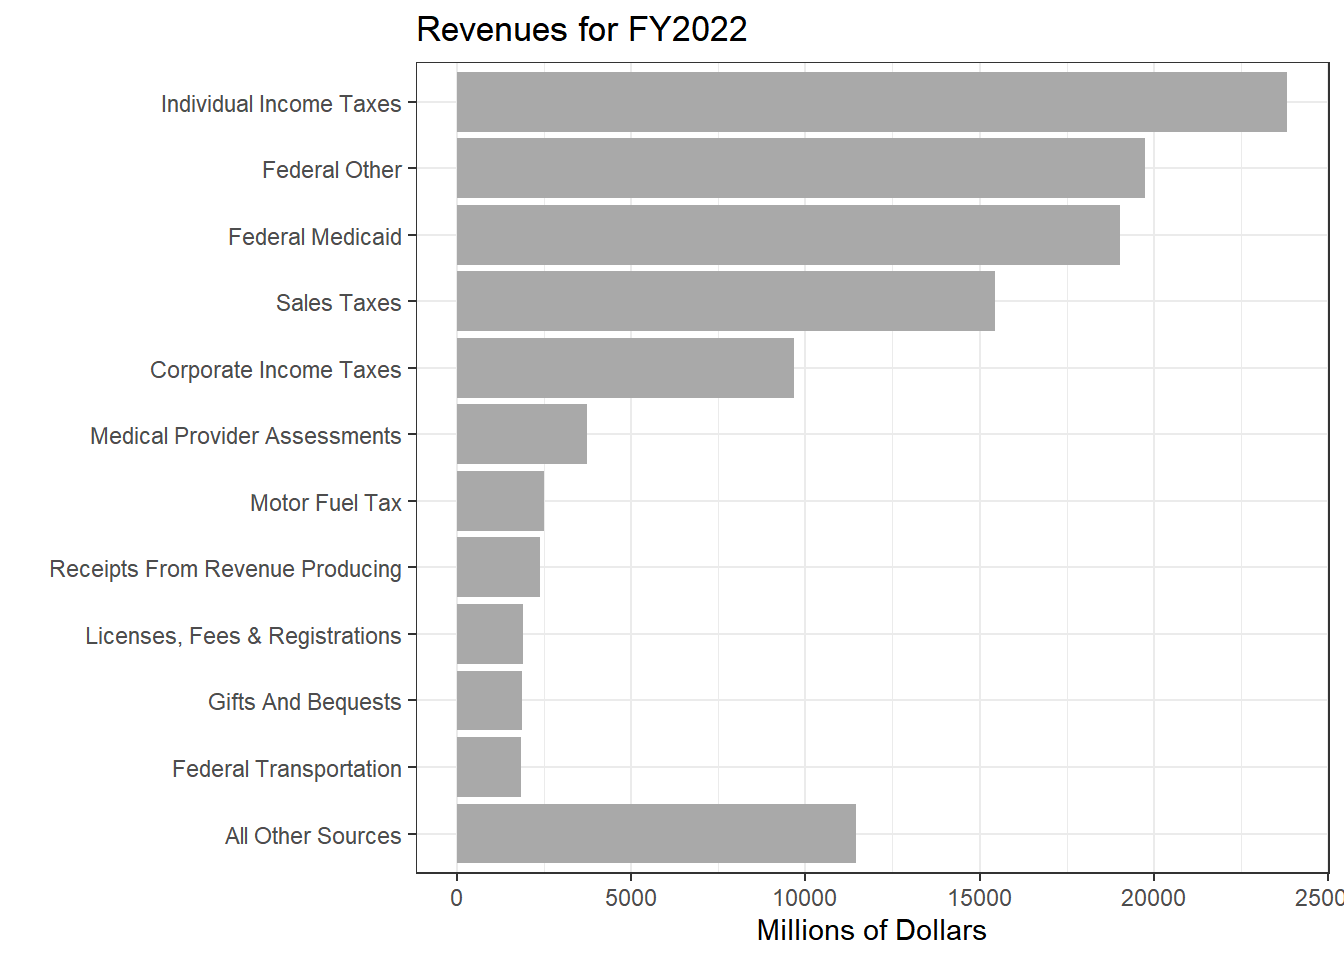 Revenues for FY2022
Individual Income Taxes
Federal Other
Federal Medicaid
Sales Taxes
Corporate Income Taxes
Medical Provider Assessments
Motor Fuel Tax
Receipts From Revenue Producing
Licenses, Fees & Registrations
Gifts And Bequests
Federal Transportation
All Other Sources
0 5000 10000 15000 20000 2500
Millions of Dollars